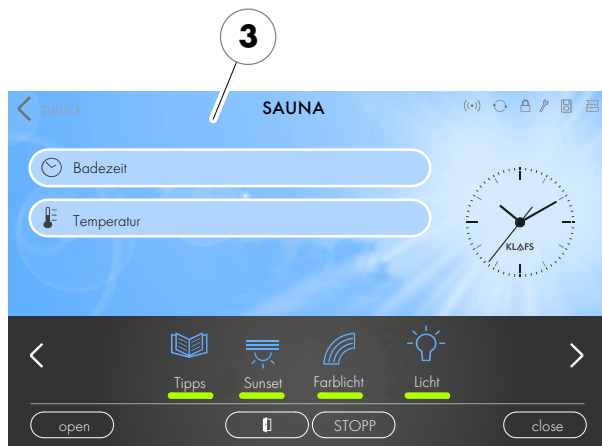 3
zurück SAUNA
Badezeit
Temperatur
KLAFS
Tipps Sunset Farblicht Licht
open STOPP close